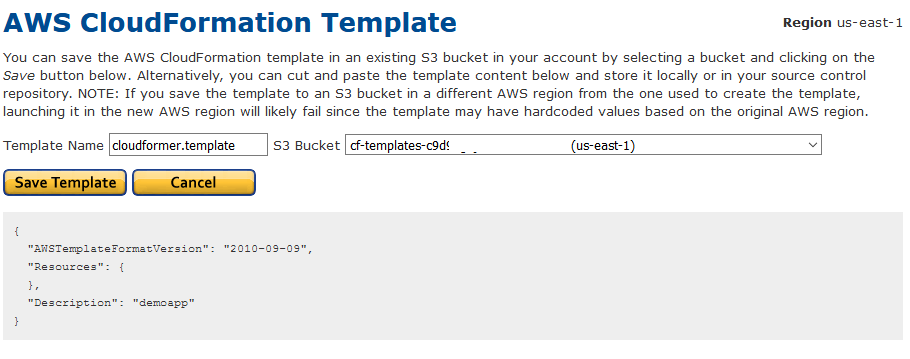 AWS CloudFormation Template
Region us-east-1
You can save the AWS CloudFormation template in an existing S3 bucket in your account by selecting a bucket and clicking on the
Save button below. Alternatively, you can cut and paste the template content below and store it locally or in your source control
repository. NOTE: If you save the template to an S3 bucket in a different AWS region from the one used to create the template,
launching it in the new AWS region will likely fail since the template may have hardcoded values based on the original AWS region.
Template Name cloudformer.template S3 Bucket cf-templates-c9d9 (us-east-1)
Save Template Cancel
{
"AWSTemplateFormatVersion": "2010-09-09",
"Resources": {
},
"Description": "demoapp"
}